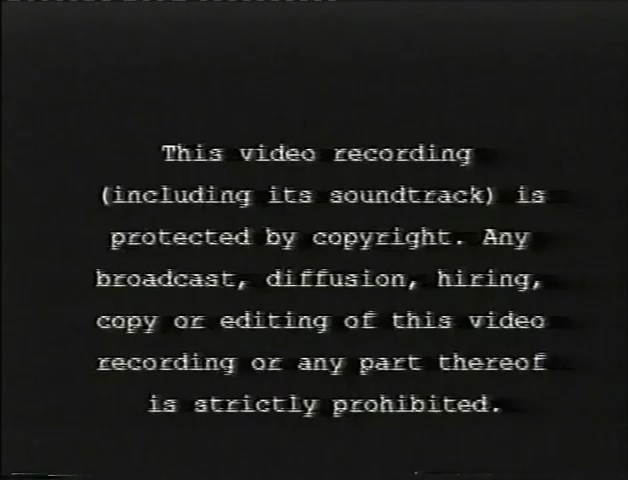 This video recording
(including its soundtrack) is
protected by copyright. Any
broadcast, diffusion, hiring,
copy or editing of this video
recording or any part thereof
is strictly prohibited.